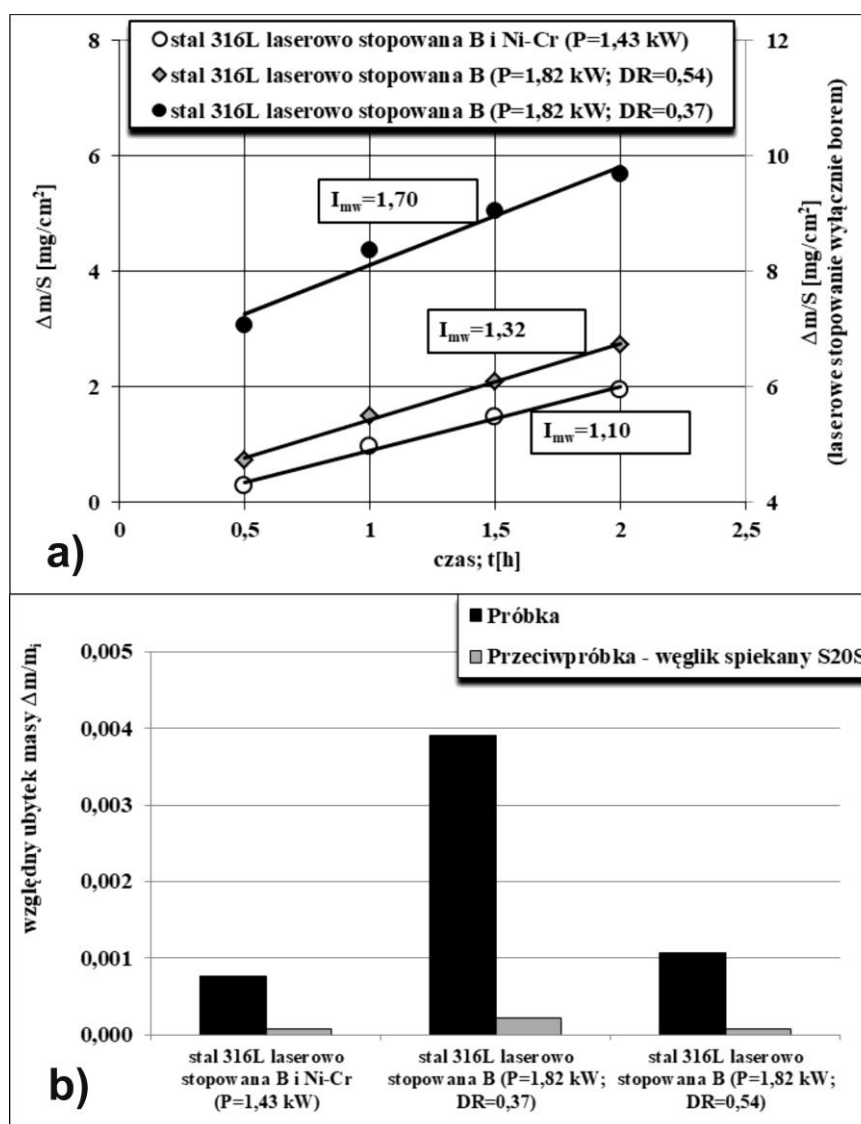 stal 316L laserowo stopowana B i Ni-Cr (P=1,43 kW)
stal 316L laserowo stopowana B (P=1,82 kW; DR=0,54)
stal 316L laserowo stopowana B (P=1,82 kW; DR=0,37)
8
6
4
2
0
Δm/S [mg/cm²]
12
10
8
6
4
Δm/S [mg/cm²]
(laserowe stopowanie wyłącznie borem)
I_mw=1,70
I_mw=1,32
I_mw=1,10
0
0,5
1
1,5
2
2,5
czas; t[h]
a)
Próbka
Przeciwpróbka - węglik spiekany S20S
0,005
0,004
0,003
0,002
0,001
0,000
względny ubytek masy Δm/m_i
stal 316L laserowo
stopowana B i Ni-Cr
(P=1,43 kW)
stal 316L laserowo
stopowana B (P=1,82 kW;
DR=0,37)
stal 316L laserowo
stopowana B (P=1,82 kW;
DR=0,54)
b)